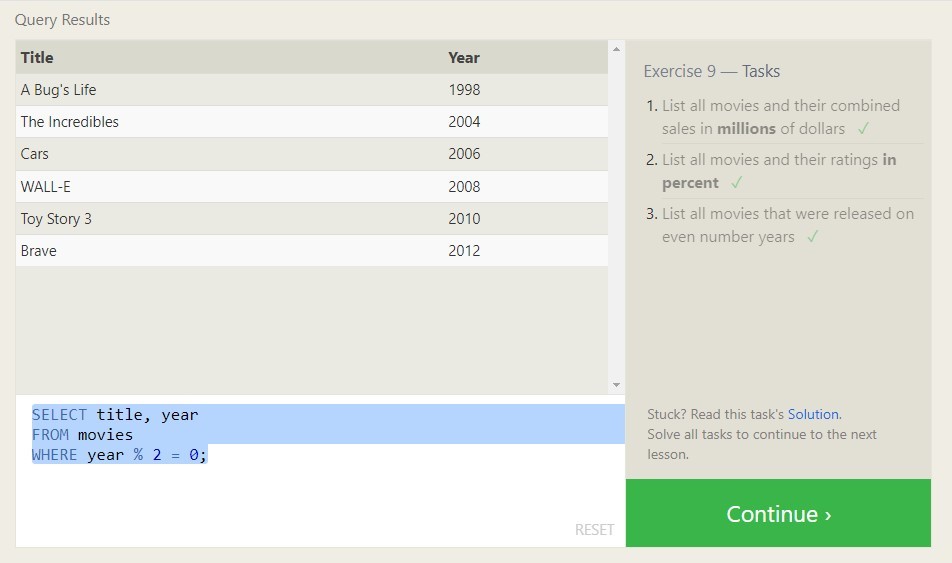 Query Results
Title Year
A Bug's Life 1998
The Incredibles 2004
Cars 2006
WALL-E 2008
Toy Story 3 2010
Brave 2012
SELECT title, year
FROM movies
WHERE year % 2 = 0;
RESET
Exercise 9 — Tasks
1. List all movies and their combined
sales in millions of dollars ✓
2. List all movies and their ratings in
percent ✓
3. List all movies that were released on
even number years ✓
Stuck? Read this task's Solution.
Solve all tasks to continue to the next
lesson.
Continue ›